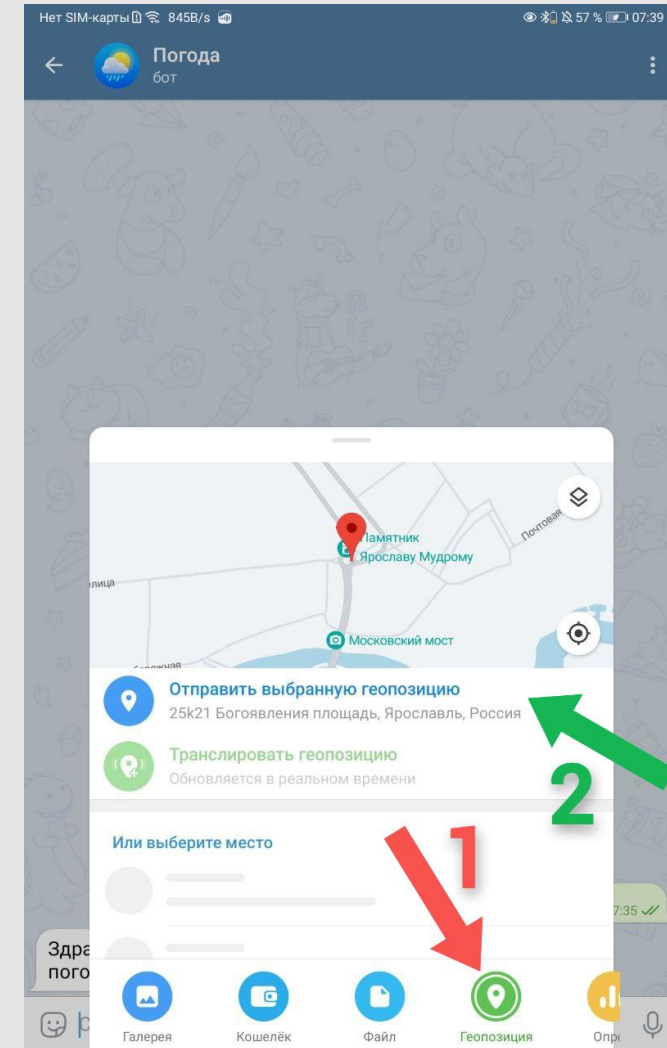 Нет SIM-карты 845B/s 57 % 07:39
Погода
бот
Почтовая
Памятник
Ярославу Мудрому
улица
Московский мост
Отправить выбранную геопозицию
25k21 Богоявления площадь, Ярославль, Россия
Транслировать геопозицию
Обновляется в реальном времени
2
1
Или выберите место
7:35
Здра
пого
Галерея Кошелёк Файл Геопозиция Опро